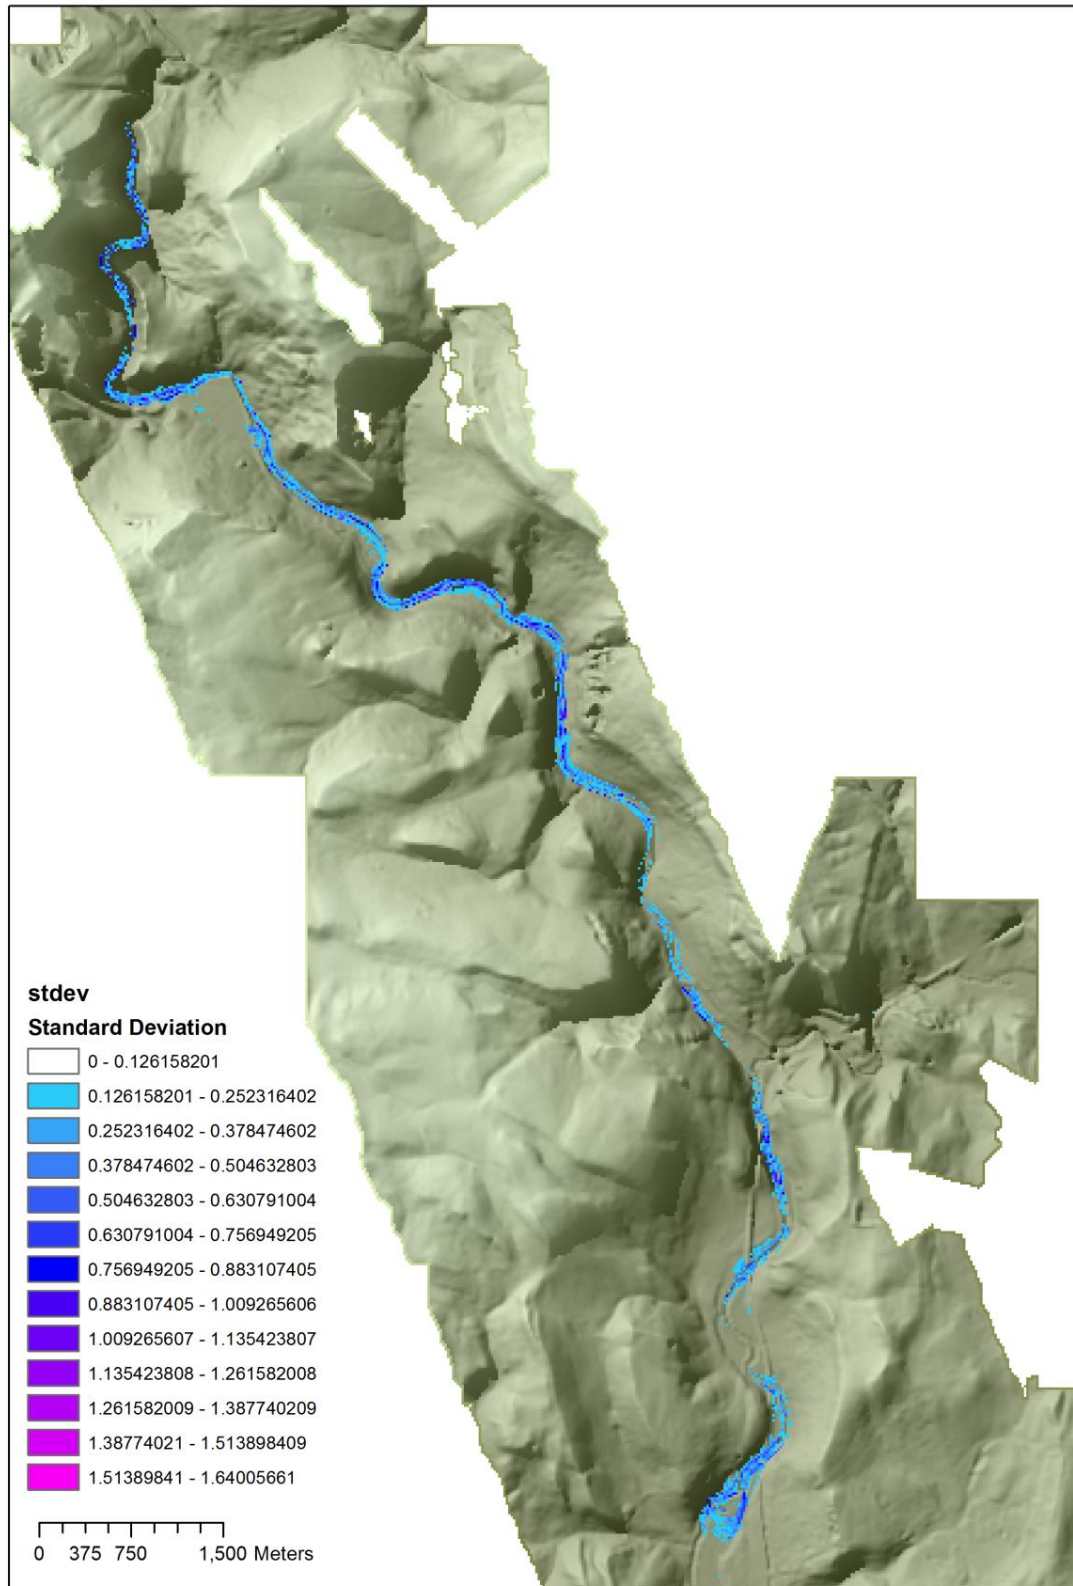 stdev
Standard Deviation
0 - 0.126158201
0.126158201 - 0.252316402
0.252316402 - 0.378474602
0.378474602 - 0.504632803
0.504632803 - 0.630791004
0.630791004 - 0.756949205
0.756949205 - 0.883107405
0.883107405 - 1.009265606
1.009265607 - 1.135423807
1.135423808 - 1.261582008
1.261582009 - 1.387740209
1.38774021 - 1.513898409
1.51389841 - 1.64005661
0 375 750 1,500 Meters